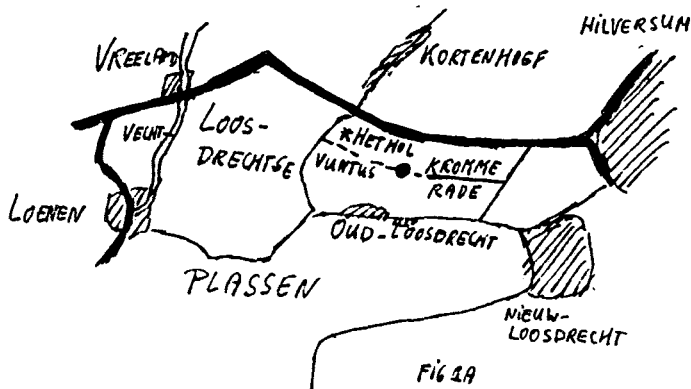 HILVERSUM
VREELAND
KORTENHOEF
VECHT
LOOS-
DRECHTSE
*HET HOL
VUNTUS
KROMME
RADE
LOENEN
OUD-LOOSDRECHT
PLASSEN
NIEUW-
LOOSDRECHT
FIG 1A